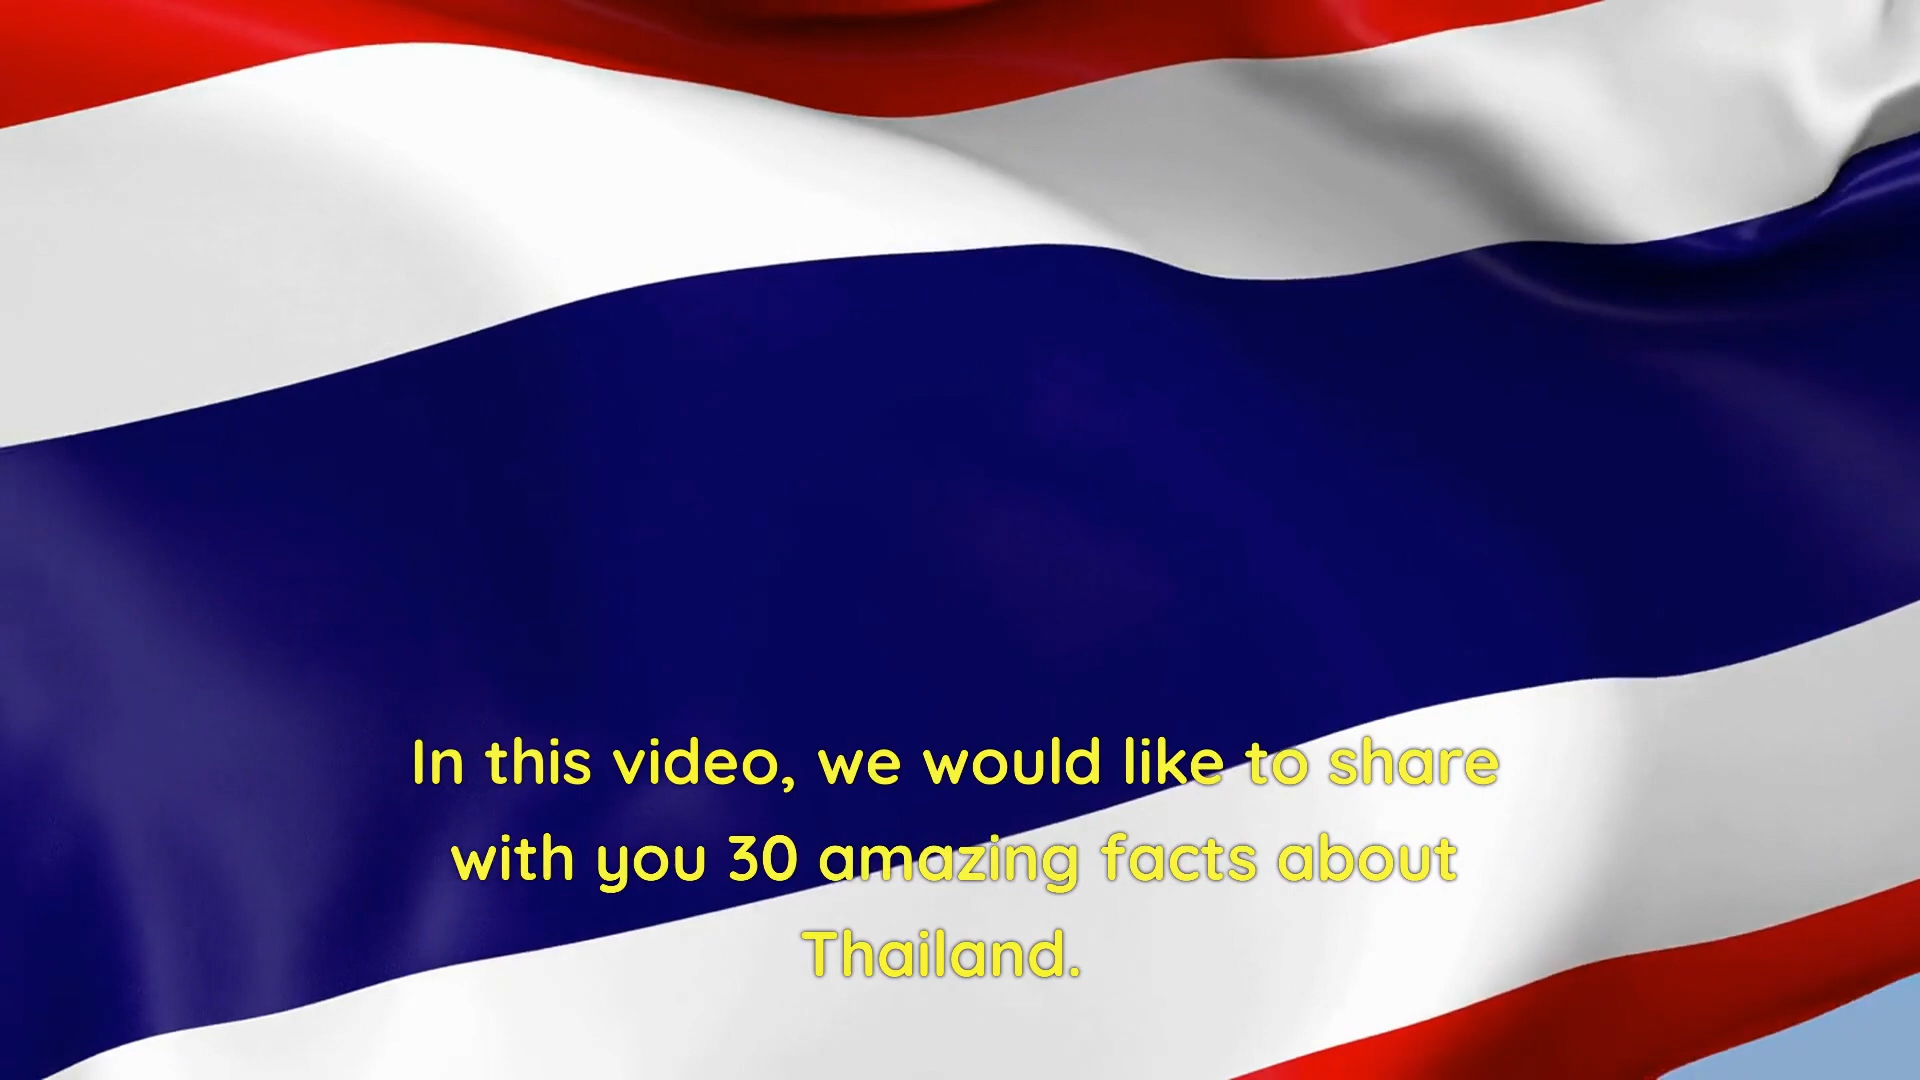 In this video, we would like to share
with you 30 amazing facts about
Thailand.